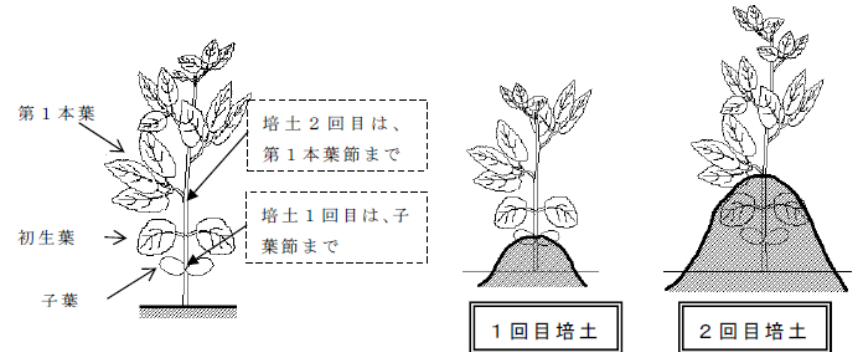 第１本葉
培土２回目は、
第１本葉節まで
培土１回目は、子
葉節まで
初生葉
子葉
１回目培土
２回目培土